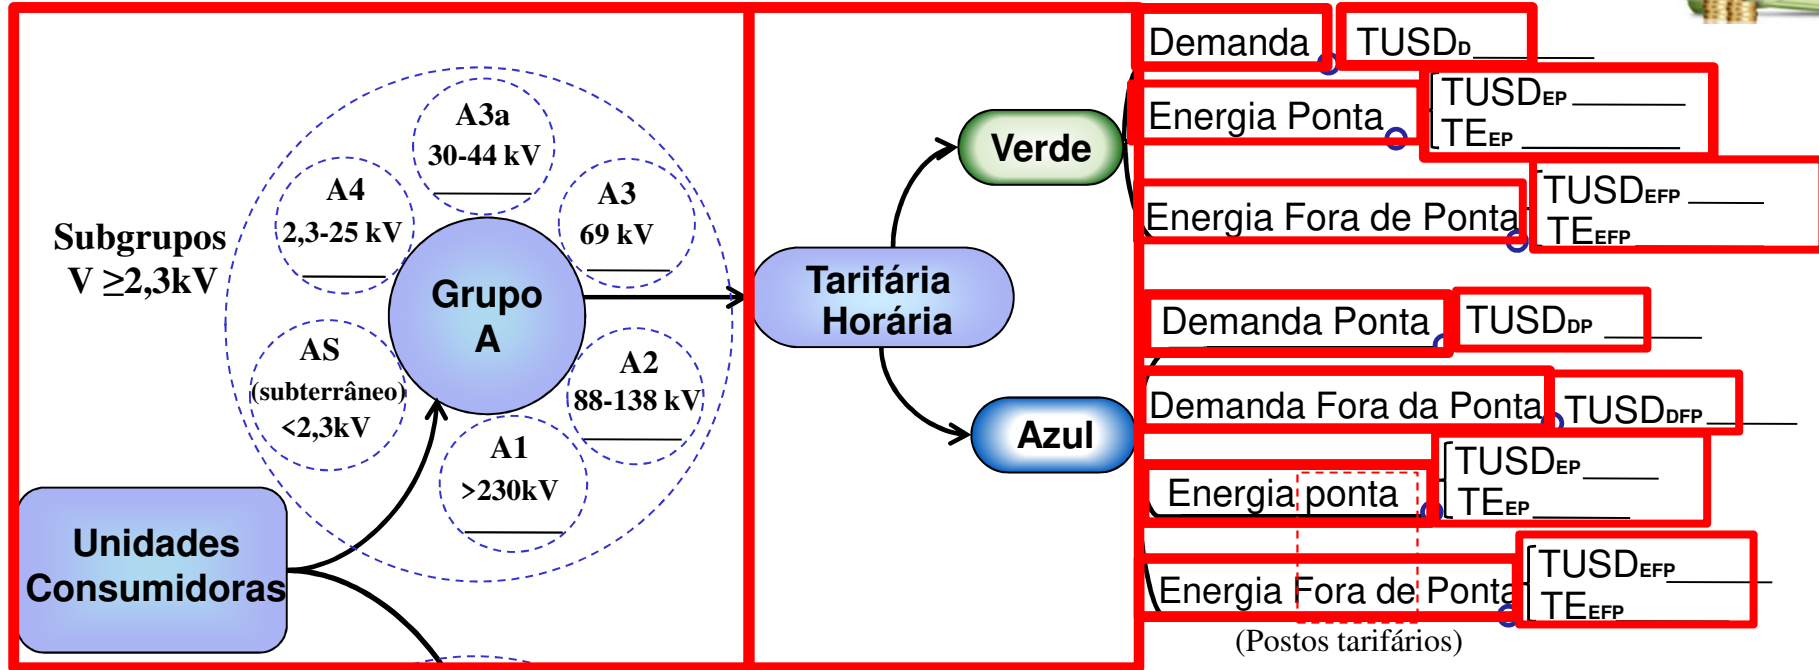 Subgrupos
V ≥2,3kV
A3a
30-44 kV
A4
2,3-25 kV
A3
69 kV
Grupo
A
AS
(subterrâneo)
<2,3kV
A2
88-138 kV
A1
>230kV
Unidades
Consumidoras
Tarifária
Horária
Verde
Azul
Demanda
TUSDD
Energia Ponta
TUSDEP
TEEP
Energia Fora de Ponta
TUSDEFP
TEEFP
Demanda Ponta
TUSDDP
Demanda Fora da Ponta
TUSDDFP
Energia ponta
TUSDEP
TEEP
Energia Fora de Ponta
TUSDEFP
TEEFP
(Postos tarifários)